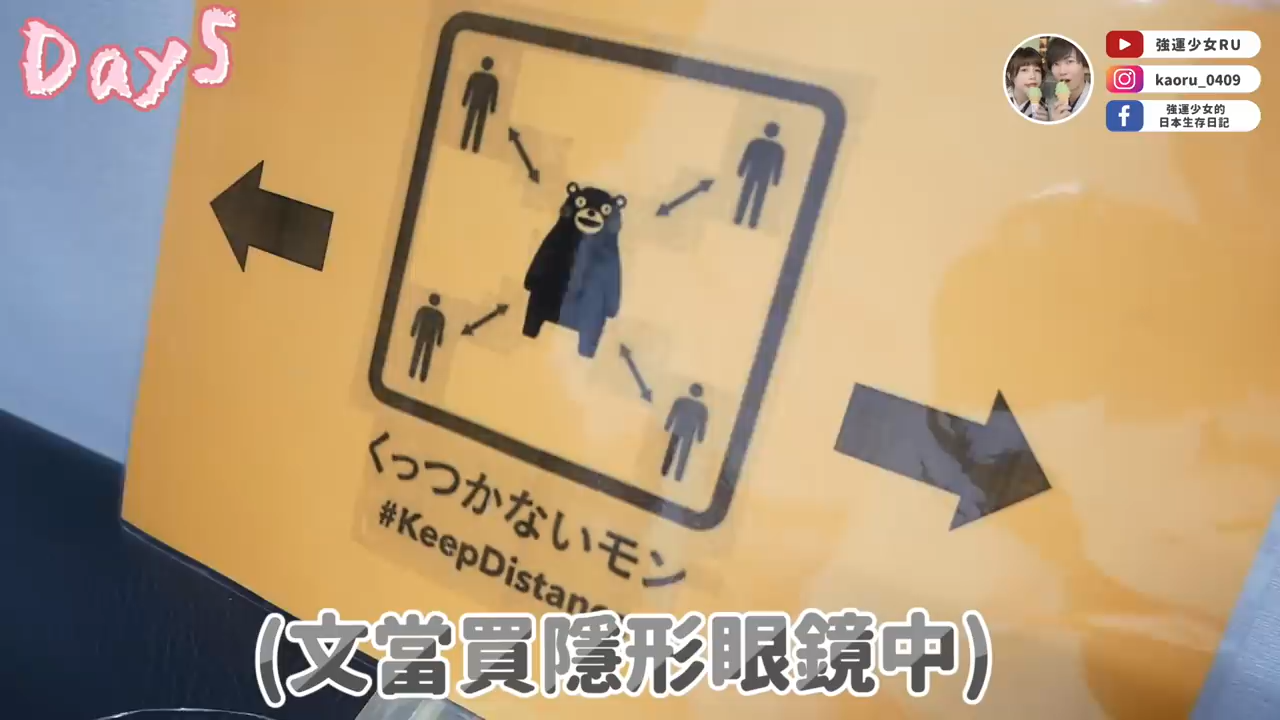 Day5
強運少女RU
kaoru_0409
強運少女的
日本生存日記
くっつかないモン
#KeepDistanc
(文當買隱形眼鏡中)